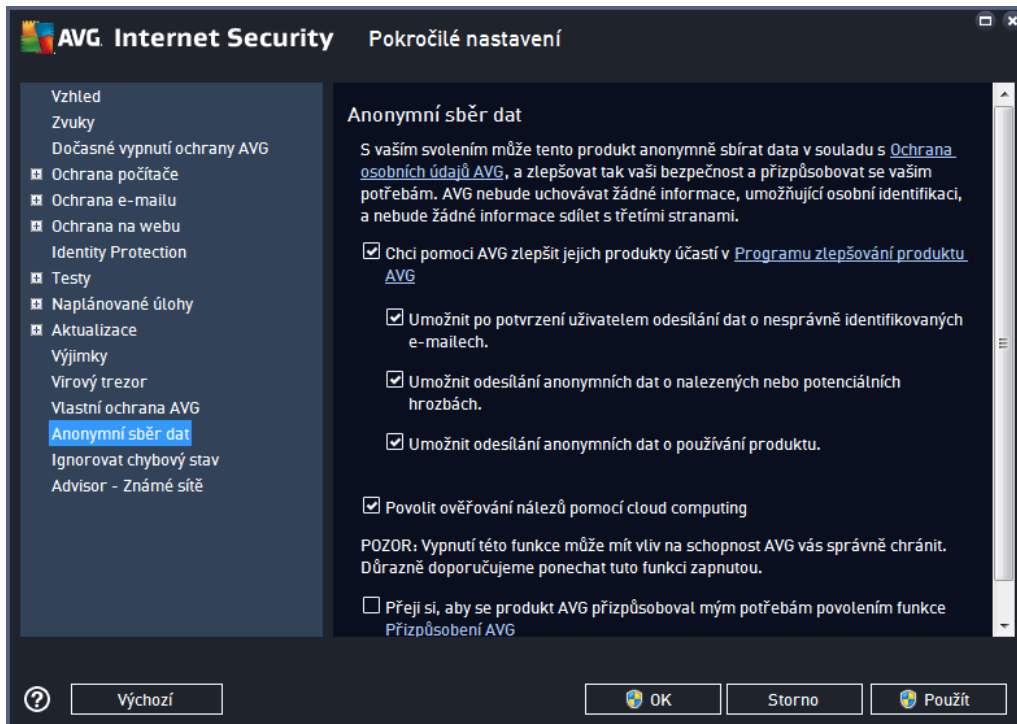 AVG. Internet Security Pokročilé nastavení
Vzhled
Zvuky
Dočasné vypnutí ochrany AVG
Ochrana počítače
Ochrana e-mailu
Ochrana na webu
Identity Protection
Testy
Naplánované úlohy
Aktualizace
Výjimky
Virový trezor
Vlastní ochrana AVG
Anonymní sběr dat
Ignorovat chybový stav
Advisor - Známé sítě
Anonymní sběr dat
S vaším svolením může tento produkt anonymně sbírat data v souladu s Ochrana
osobních údajů AVG, a zlepšovat tak vaši bezpečnost a přizpůsobovat se vašim
potřebám. AVG nebude uchovávat žádné informace, umožňující osobní identifikaci,
a nebude žádné informace sdílet s třetími stranami.
Chci pomoci AVG zlepšit jejich produkty účastí v Programu zlepšování produktu
AVG
Umožnit po potvrzení uživatelem odesílání dat o nesprávně identifikovaných
e-mailech.
Umožnit odesílání anonymních dat o nalezených nebo potenciálních
hrozbách.
Umožnit odesílání anonymních dat o používání produktu.
Povolit ověřování nálezů pomocí cloud computing
POZOR: Vypnutí této funkce může mít vliv na schopnost AVG vás správně chránit.
Důrazně doporučujeme ponechat tuto funkci zapnutou.
Přeji si, aby se produkt AVG přizpůsoboval mým potřebám povolením funkce
Přizpůsobení AVG
Výchozí
OK
Storno
Použít